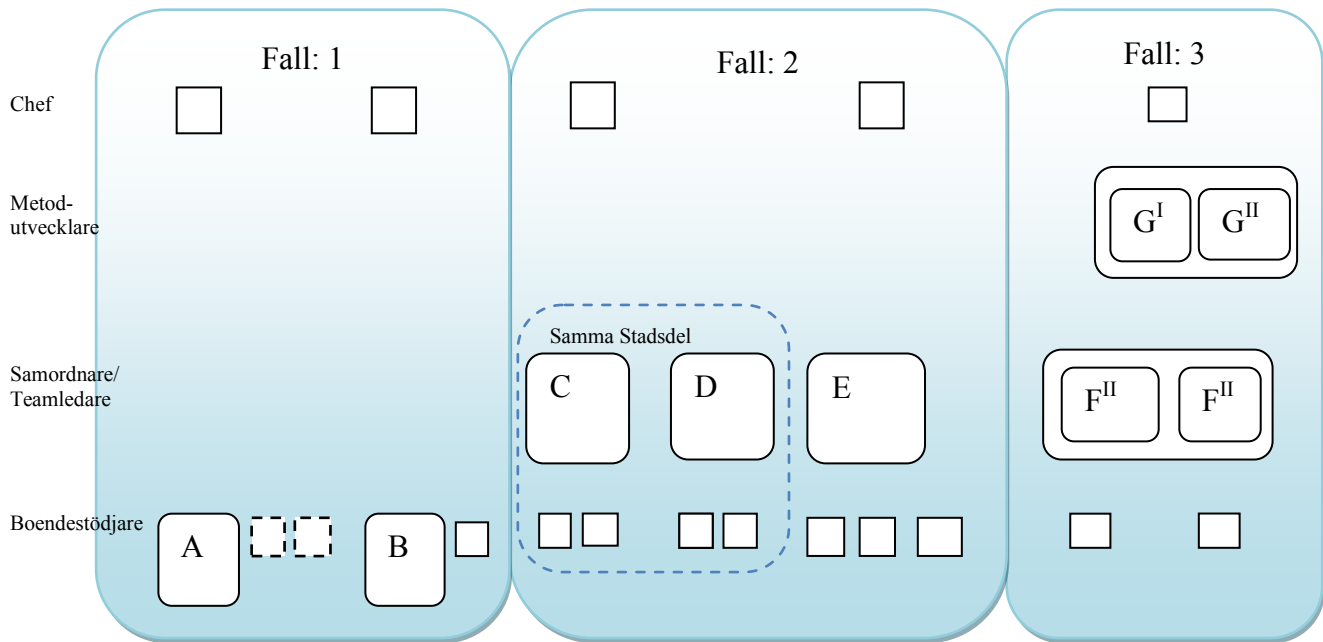 Fall: 1
Fall: 2
Fall: 3
Chef
Metod-
utvecklare
G^I
G^II
Samma Stadsdel
Samordnare/
Teamledare
C
D
E
F^II
F^II
Boendestödjare
A
B